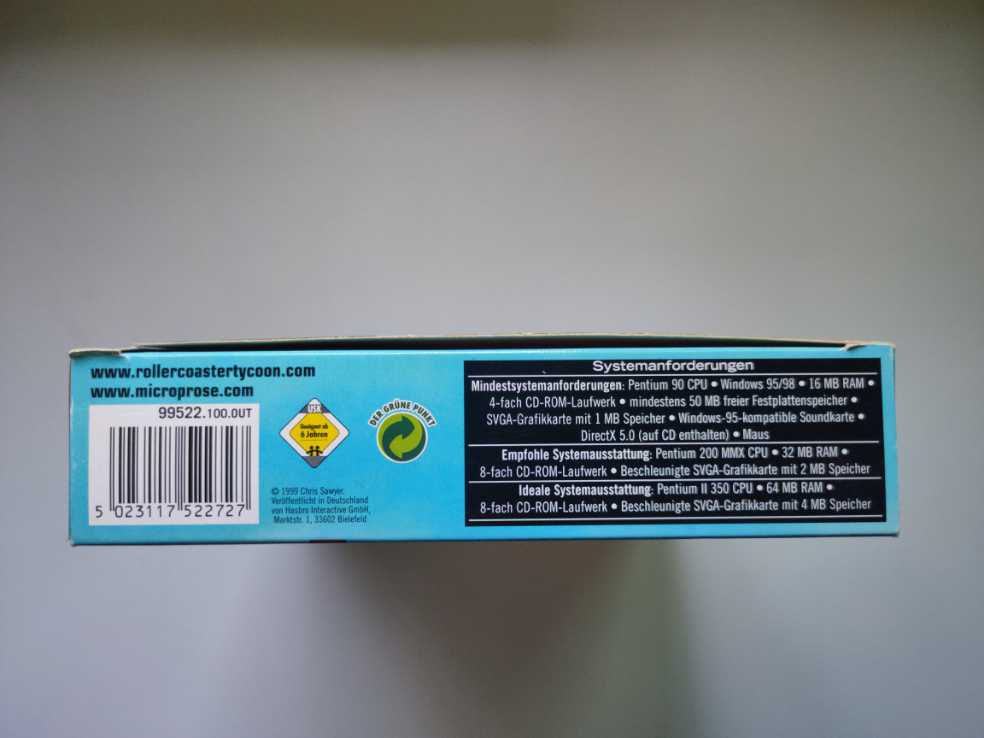 www.rollercoastertycoon.com
www.microprose.com
99522.100.OUT
5 023117 522727
USK
Geeignet ab
6 Jahren
DER GRÜNE PUNKT
© 1999 Chris Sawyer.
Veröffentlicht in Deutschland
von Hasbro Interactive GmbH,
Marktstr. 1, 33602 Bielefeld
Systemanforderungen
Mindestsystemanforderungen: Pentium 90 CPU • Windows 95/98 • 16 MB RAM •
4-fach CD-ROM-Laufwerk • mindestens 50 MB freier Festplattenspeicher •
SVGA-Grafikkarte mit 1 MB Speicher • Windows-95-kompatible Soundkarte •
DirectX 5.0 (auf CD enthalten) • Maus
Empfohle Systemausstattung: Pentium 200 MMX CPU • 32 MB RAM •
8-fach CD-ROM-Laufwerk • Beschleunigte SVGA-Grafikkarte mit 2 MB Speicher
Ideale Systemausstattung: Pentium II 350 CPU • 64 MB RAM •
8-fach CD-ROM-Laufwerk • Beschleunigte SVGA-Grafikkarte mit 4 MB Speicher